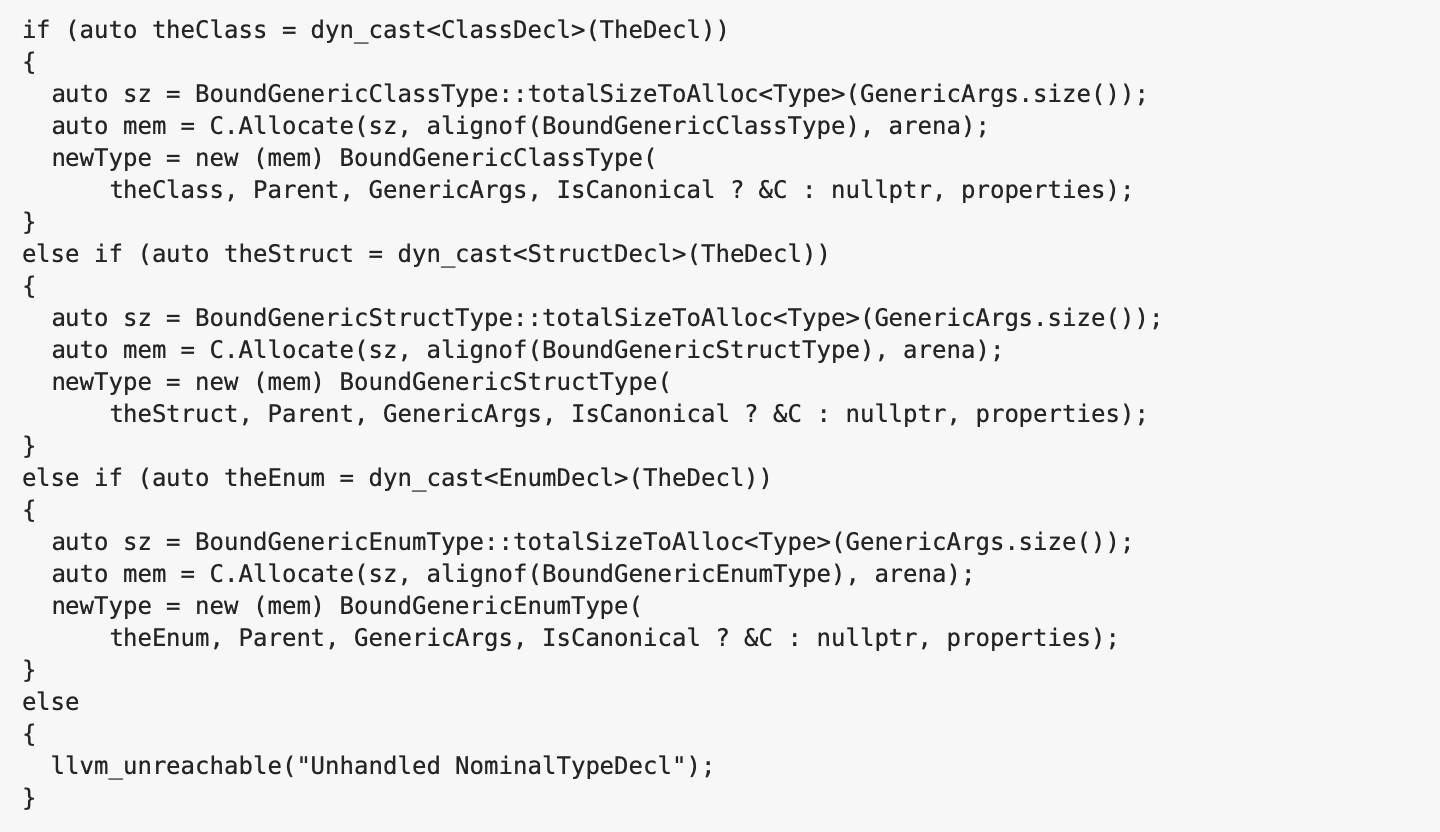 if (auto theClass = dyn_cast<ClassDecl>(TheDecl))
{
  auto sz = BoundGenericClassType::totalSizeToAlloc<Type>(GenericArgs.size());
  auto mem = C.Allocate(sz, alignof(BoundGenericClassType), arena);
  newType = new (mem) BoundGenericClassType(
      theClass, Parent, GenericArgs, IsCanonical ? &C : nullptr, properties);
}
else if (auto theStruct = dyn_cast<StructDecl>(TheDecl))
{
  auto sz = BoundGenericStructType::totalSizeToAlloc<Type>(GenericArgs.size());
  auto mem = C.Allocate(sz, alignof(BoundGenericStructType), arena);
  newType = new (mem) BoundGenericStructType(
      theStruct, Parent, GenericArgs, IsCanonical ? &C : nullptr, properties);
}
else if (auto theEnum = dyn_cast<EnumDecl>(TheDecl))
{
  auto sz = BoundGenericEnumType::totalSizeToAlloc<Type>(GenericArgs.size());
  auto mem = C.Allocate(sz, alignof(BoundGenericEnumType), arena);
  newType = new (mem) BoundGenericEnumType(
      theEnum, Parent, GenericArgs, IsCanonical ? &C : nullptr, properties);
}
else
{
  llvm_unreachable("Unhandled NominalTypeDecl");
}